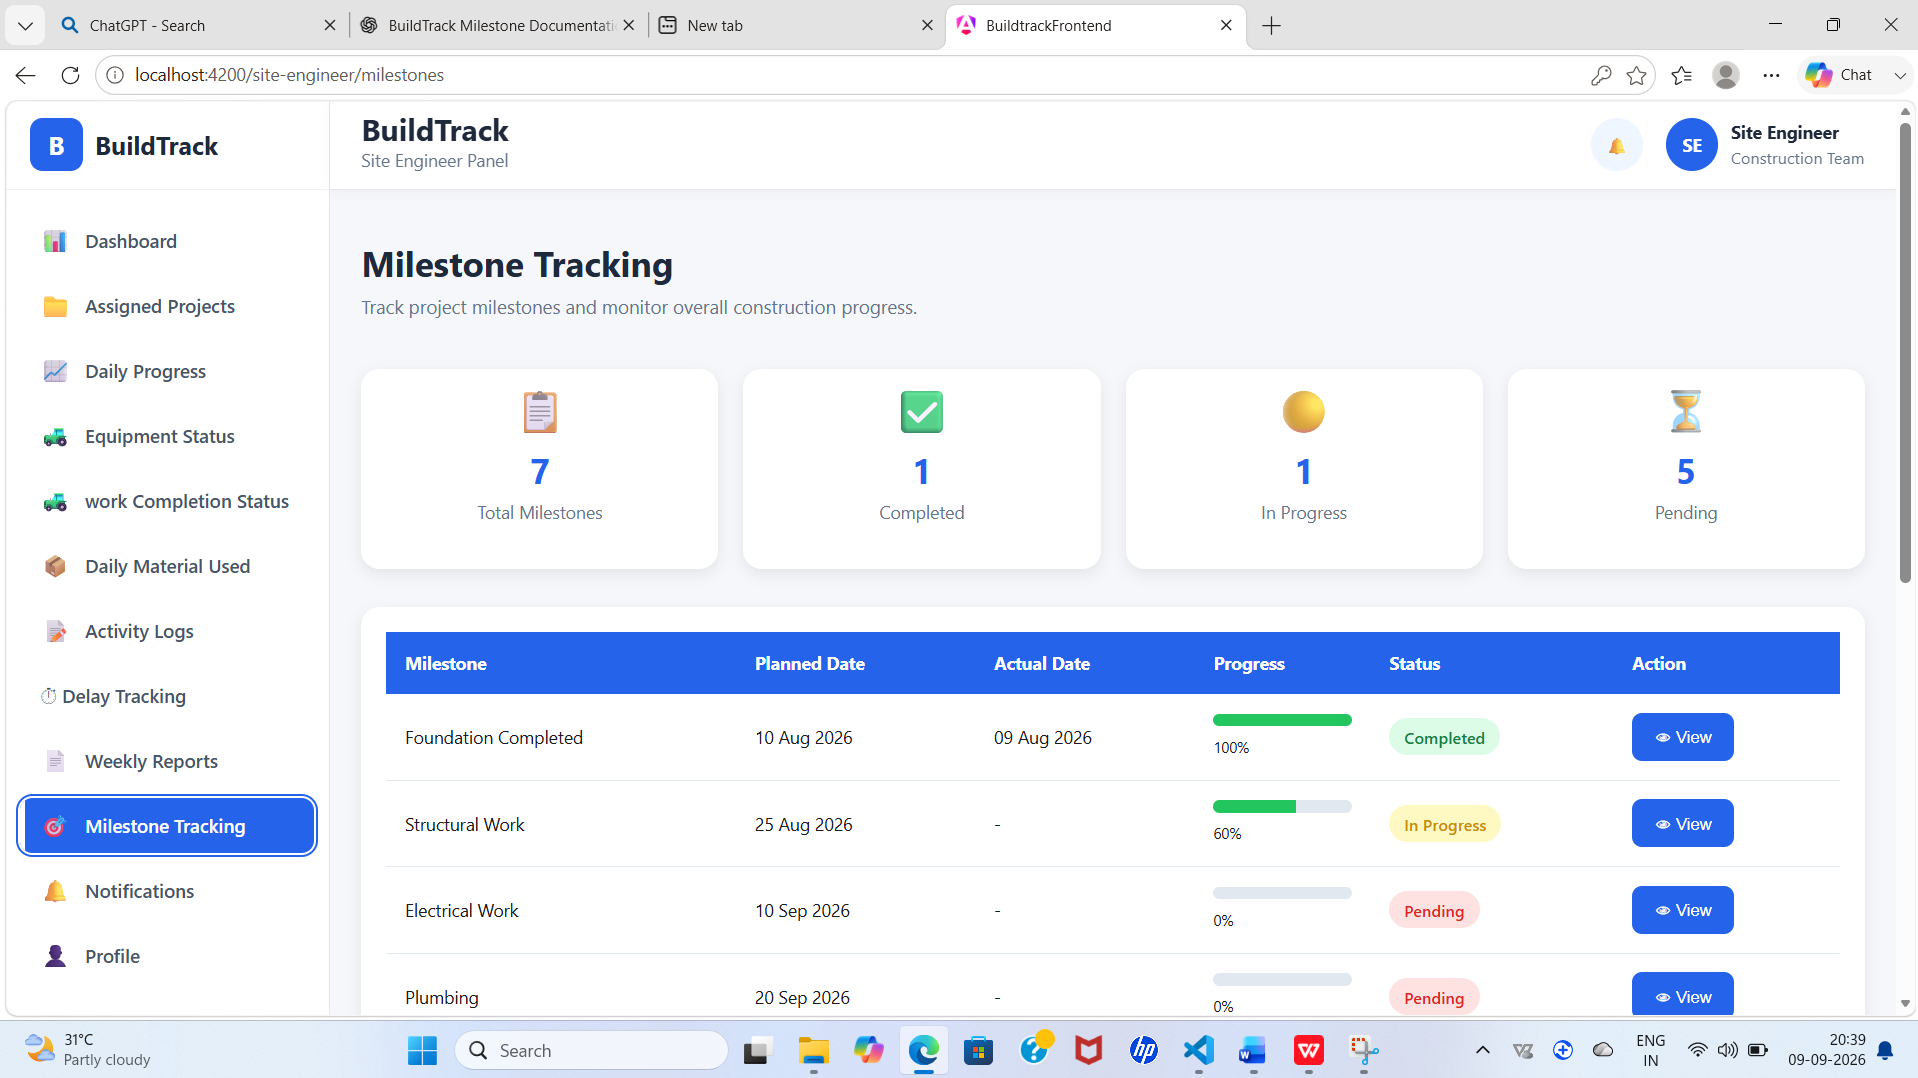 ChatGPT - Search
BuildTrack Milestone Documentati
New tab
BuildtrackFrontend
localhost:4200/site-engineer/milestones
Chat
B BuildTrack
BuildTrack
Site Engineer Panel
SE
Site Engineer
Construction Team
Dashboard
Assigned Projects
Daily Progress
Equipment Status
work Completion Status
Daily Material Used
Activity Logs
Delay Tracking
Weekly Reports
Milestone Tracking
Notifications
Profile
Milestone Tracking
Track project milestones and monitor overall construction progress.
7
Total Milestones
1
Completed
1
In Progress
5
Pending
Milestone Planned Date Actual Date Progress Status Action
Foundation Completed 10 Aug 2026 09 Aug 2026 100% Completed View
Structural Work 25 Aug 2026 - 60% In Progress View
Electrical Work 10 Sep 2026 - 0% Pending View
Plumbing 20 Sep 2026 - 0% Pending View
31°C
Partly cloudy
Search
ENG
IN
20:39
09-09-2026